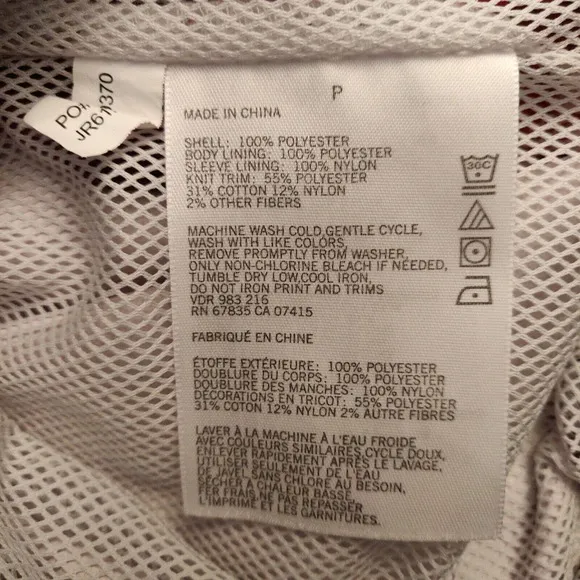 P
MADE IN CHINA
SHELL: 100% POLYESTER
BODY LINING: 100% POLYESTER
SLEEVE LINING: 100% NYLON
KNIT TRIM: 55% POLYESTER
31% COTTON 12% NYLON
2% OTHER FIBERS
MACHINE WASH COLD,GENTLE CYCLE,
WASH WITH LIKE COLORS,
REMOVE PROMPTLY FROM WASHER,
ONLY NON-CHLORINE BLEACH IF NEEDED,
TUMBLE DRY LOW,COOL IRON,
DO NOT IRON PRINT AND TRIMS
VDR 983 216
RN 67835 CA 07415
FABRIQUÉ EN CHINE
ÉTOFFE EXTÉRIEURE: 100% POLYESTER
DOUBLURE DU CORPS: 100% POLYESTER
DOUBLURE DES MANCHES: 100% NYLON
DÉCORATIONS EN TRICOT: 55% POLYESTER
31% COTON 12% NYLON 2% AUTRE FIBRES
LAVER À LA MACHINE À L'EAU FROIDE
AVEC COULEURS SIMILAIRES,CYCLE DOUX,
ENLEVER RAPIDEMENT APRÈS LE LAVAGE,
UTILISER SEULEMENT DE L'EAU
DE JAVEL,SANS CHLORE AU BESOIN,
SÉCHER A CHALEUR BASSE,
FER FRAIS NE PAS REPASSER
L'IMPRIME ET LES GARNITURES.
30C